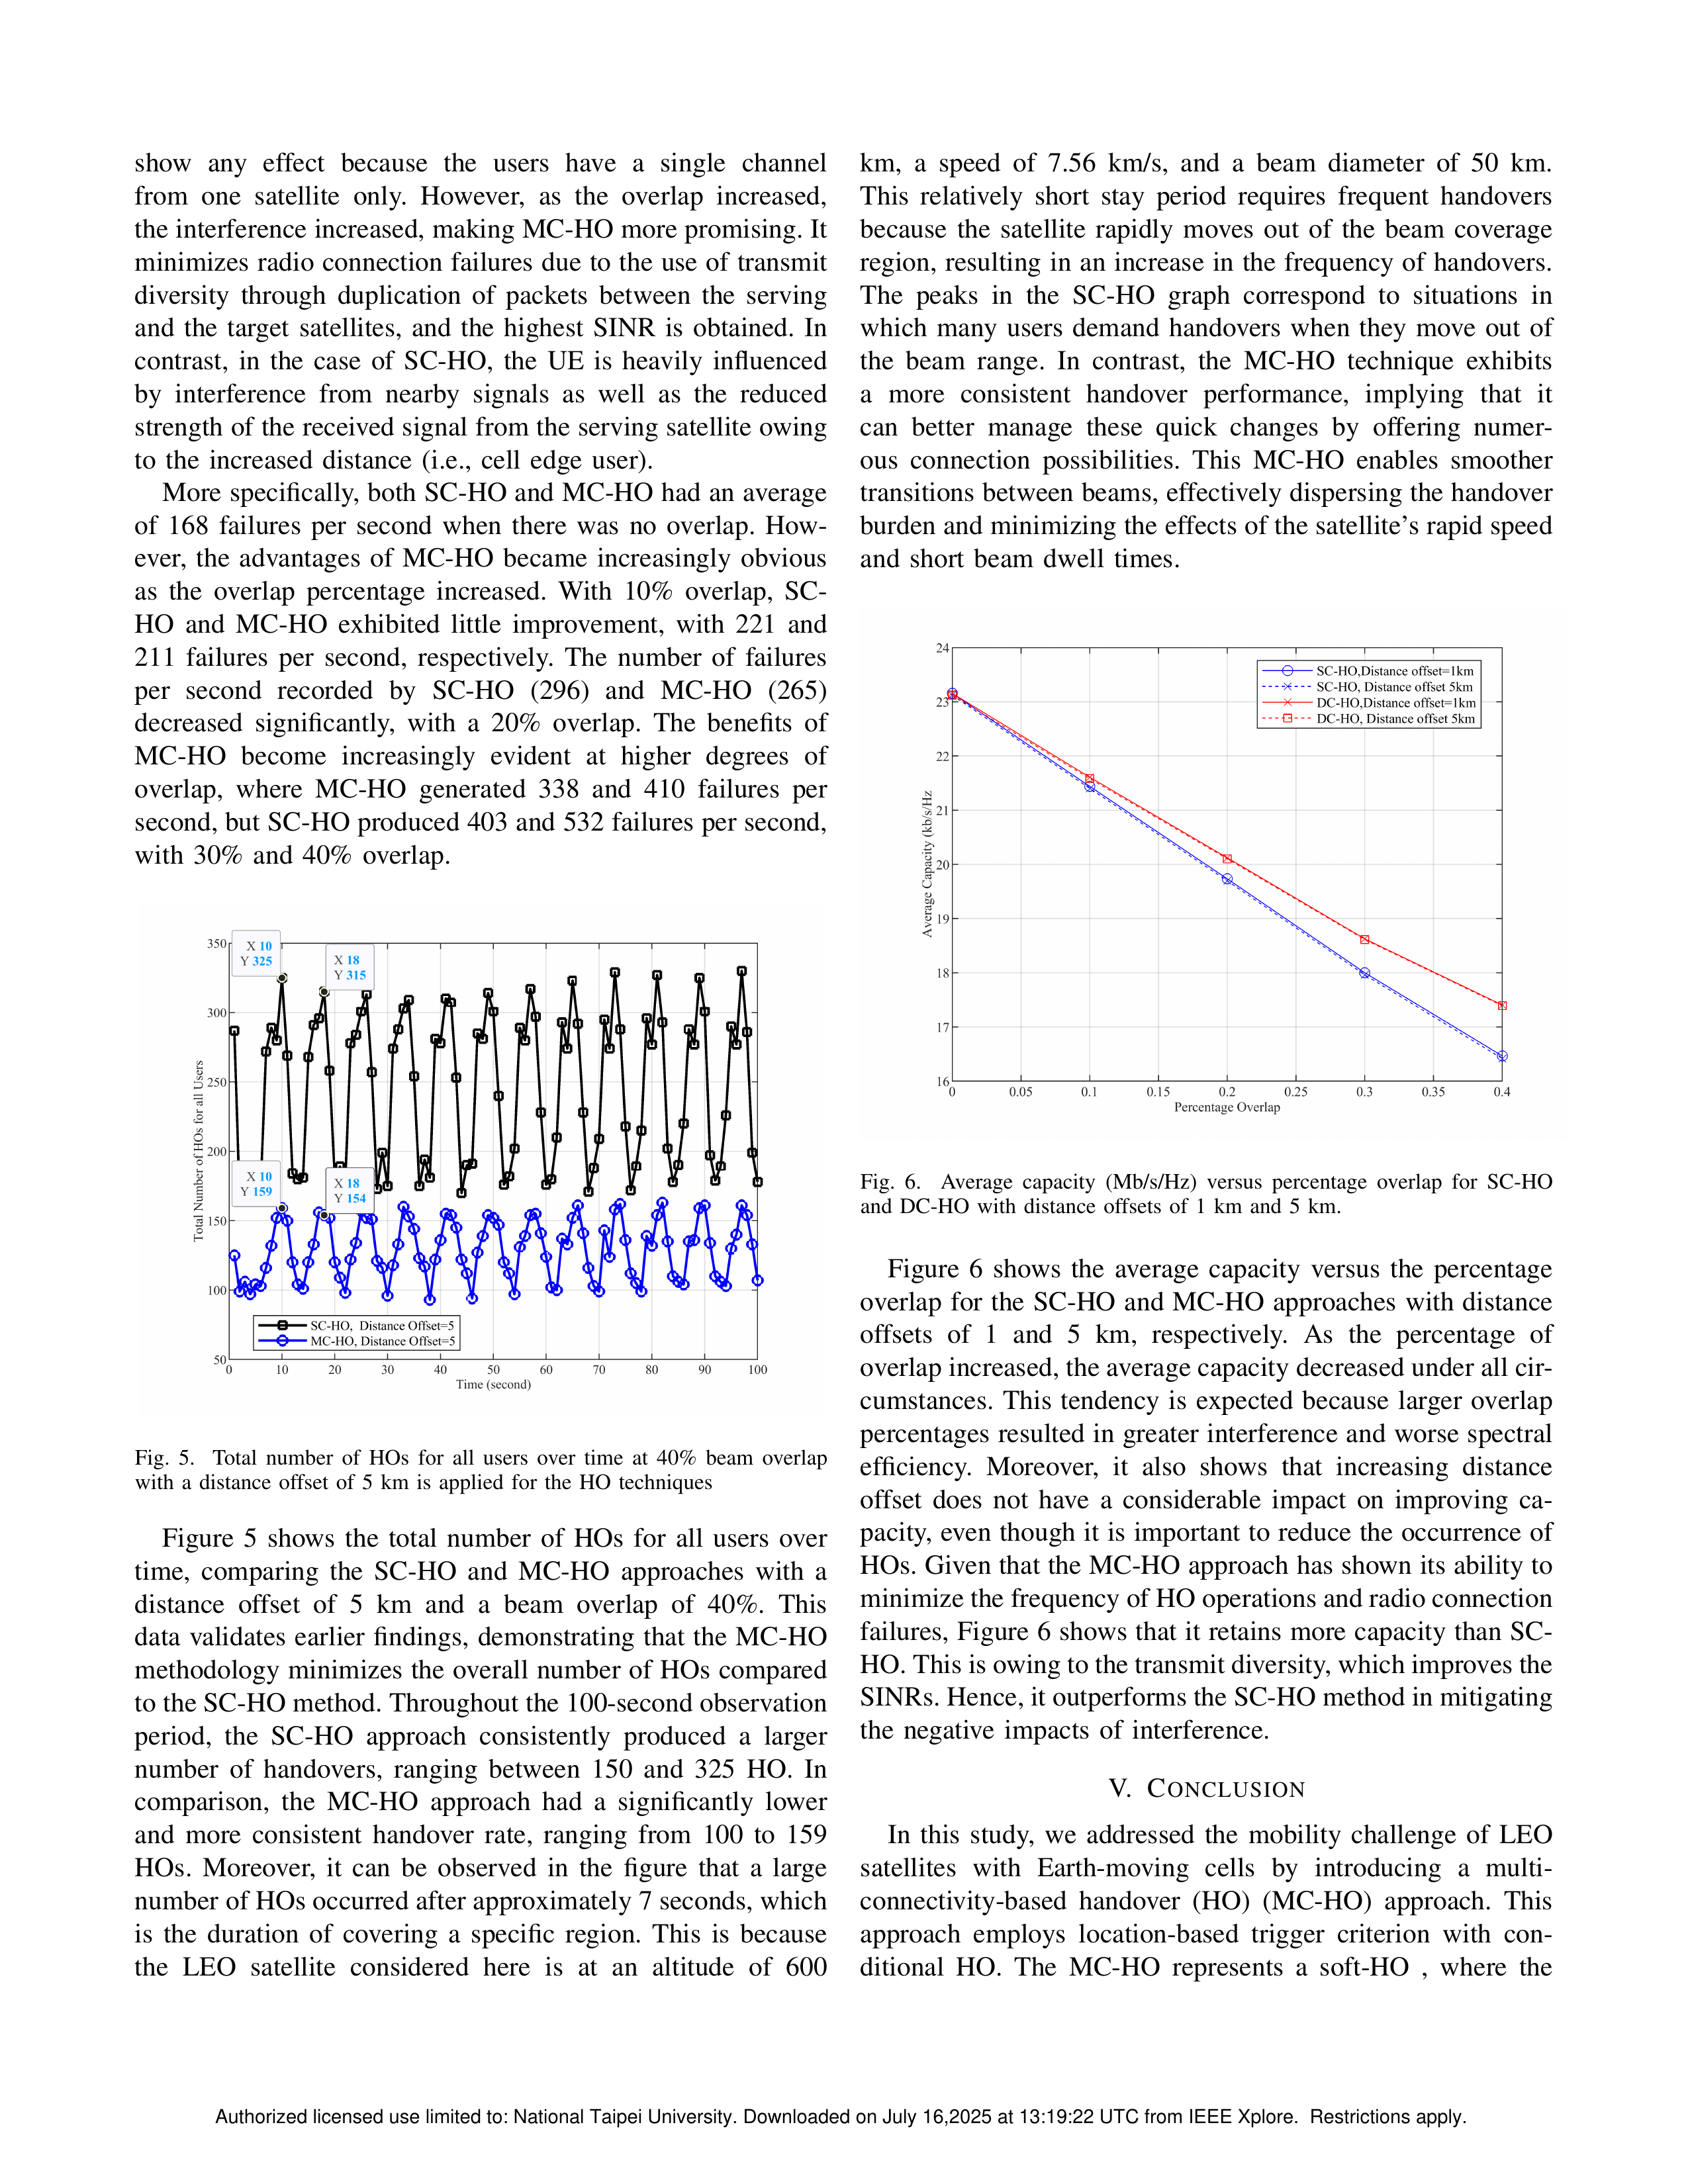 show any effect because the users have a single channel
from one satellite only. However, as the overlap increased,
the interference increased, making MC-HO more promising. It
minimizes radio connection failures due to the use of transmit
diversity through duplication of packets between the serving
and the target satellites, and the highest SINR is obtained. In
contrast, in the case of SC-HO, the UE is heavily influenced
by interference from nearby signals as well as the reduced
strength of the received signal from the serving satellite owing
to the increased distance (i.e., cell edge user).
More specifically, both SC-HO and MC-HO had an average
of 168 failures per second when there was no overlap. How-
ever, the advantages of MC-HO became increasingly obvious
as the overlap percentage increased. With 10% overlap, SC-
HO and MC-HO exhibited little improvement, with 221 and
211 failures per second, respectively. The number of failures
per second recorded by SC-HO (296) and MC-HO (265)
decreased significantly, with a 20% overlap. The benefits of
MC-HO become increasingly evident at higher degrees of
overlap, where MC-HO generated 338 and 410 failures per
second, but SC-HO produced 403 and 532 failures per second,
with 30% and 40% overlap.
X 10
Y 325
X 18
Y 315
X 10
Y 159
X 18
Y 154
350
300
250
200
150
100
50
Total Number of HOs for all Users
SC-HO, Distance Offset=5
MC-HO, Distance Offset=5
0 10 20 30 40 50 60 70 80 90 100
Time (second)
Fig. 5. Total number of HOs for all users over time at 40% beam overlap
with a distance offset of 5 km is applied for the HO techniques
Figure 5 shows the total number of HOs for all users over
time, comparing the SC-HO and MC-HO approaches with a
distance offset of 5 km and a beam overlap of 40%. This
data validates earlier findings, demonstrating that the MC-HO
methodology minimizes the overall number of HOs compared
to the SC-HO method. Throughout the 100-second observation
period, the SC-HO approach consistently produced a larger
number of handovers, ranging between 150 and 325 HO. In
comparison, the MC-HO approach had a significantly lower
and more consistent handover rate, ranging from 100 to 159
HOs. Moreover, it can be observed in the figure that a large
number of HOs occurred after approximately 7 seconds, which
is the duration of covering a specific region. This is because
the LEO satellite considered here is at an altitude of 600
km, a speed of 7.56 km/s, and a beam diameter of 50 km.
This relatively short stay period requires frequent handovers
because the satellite rapidly moves out of the beam coverage
region, resulting in an increase in the frequency of handovers.
The peaks in the SC-HO graph correspond to situations in
which many users demand handovers when they move out of
the beam range. In contrast, the MC-HO technique exhibits
a more consistent handover performance, implying that it
can better manage these quick changes by offering numer-
ous connection possibilities. This MC-HO enables smoother
transitions between beams, effectively dispersing the handover
burden and minimizing the effects of the satellite's rapid speed
and short beam dwell times.
24
23
22
21
20
19
18
17
16
Average Capacity (kb/s/Hz)
SC-HO,Distance offset=1km
SC-HO, Distance offset 5km
DC-HO,Distance offset=1km
DC-HO, Distance offset 5km
0 0.05 0.1 0.15 0.2 0.25 0.3 0.35 0.4
Percentage Overlap
Fig. 6. Average capacity (Mb/s/Hz) versus percentage overlap for SC-HO
and DC-HO with distance offsets of 1 km and 5 km.
Figure 6 shows the average capacity versus the percentage
overlap for the SC-HO and MC-HO approaches with distance
offsets of 1 and 5 km, respectively. As the percentage of
overlap increased, the average capacity decreased under all cir-
cumstances. This tendency is expected because larger overlap
percentages resulted in greater interference and worse spectral
efficiency. Moreover, it also shows that increasing distance
offset does not have a considerable impact on improving ca-
pacity, even though it is important to reduce the occurrence of
HOs. Given that the MC-HO approach has shown its ability to
minimize the frequency of HO operations and radio connection
failures, Figure 6 shows that it retains more capacity than SC-
HO. This is owing to the transmit diversity, which improves the
SINRs. Hence, it outperforms the SC-HO method in mitigating
the negative impacts of interference.
V. CONCLUSION
In this study, we addressed the mobility challenge of LEO
satellites with Earth-moving cells by introducing a multi-
connectivity-based handover (HO) (MC-HO) approach. This
approach employs location-based trigger criterion with con-
ditional HO. The MC-HO represents a soft-HO , where the
Authorized licensed use limited to: National Taipei University. Downloaded on July 16,2025 at 13:19:22 UTC from IEEE Xplore. Restrictions apply.